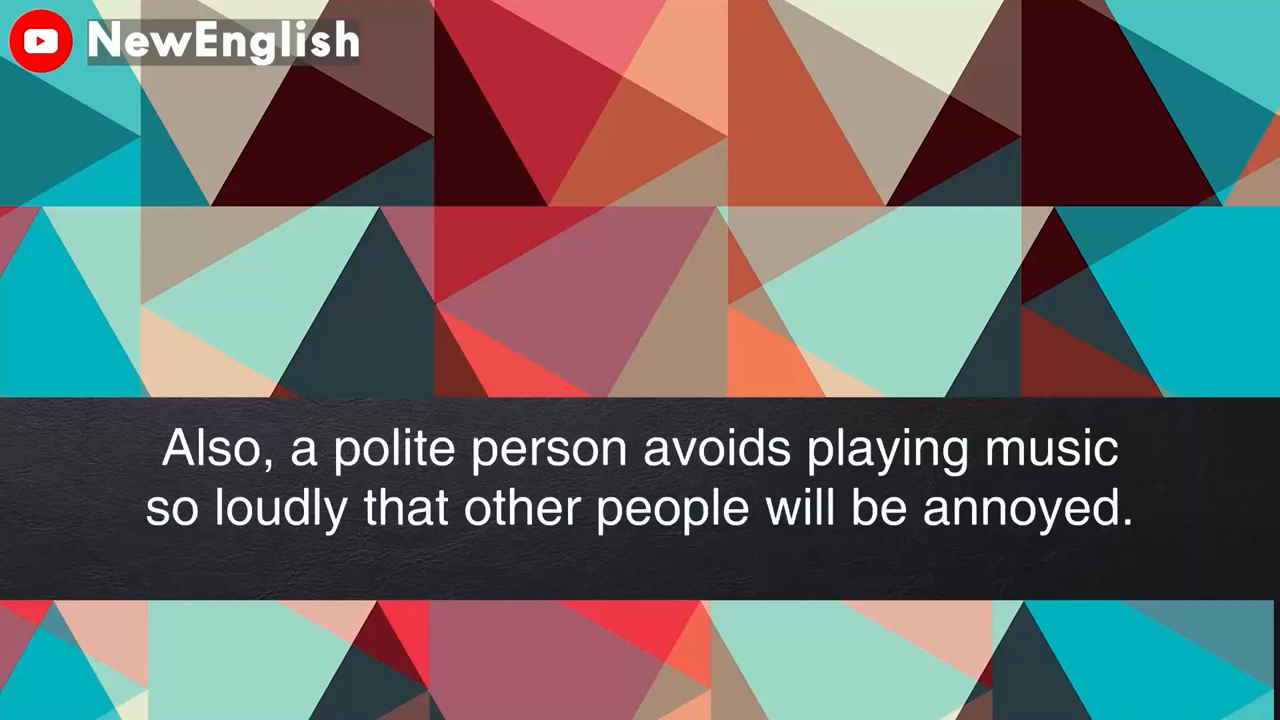 NewEnglish
Also, a polite person avoids playing music
so loudly that other people will be annoyed.